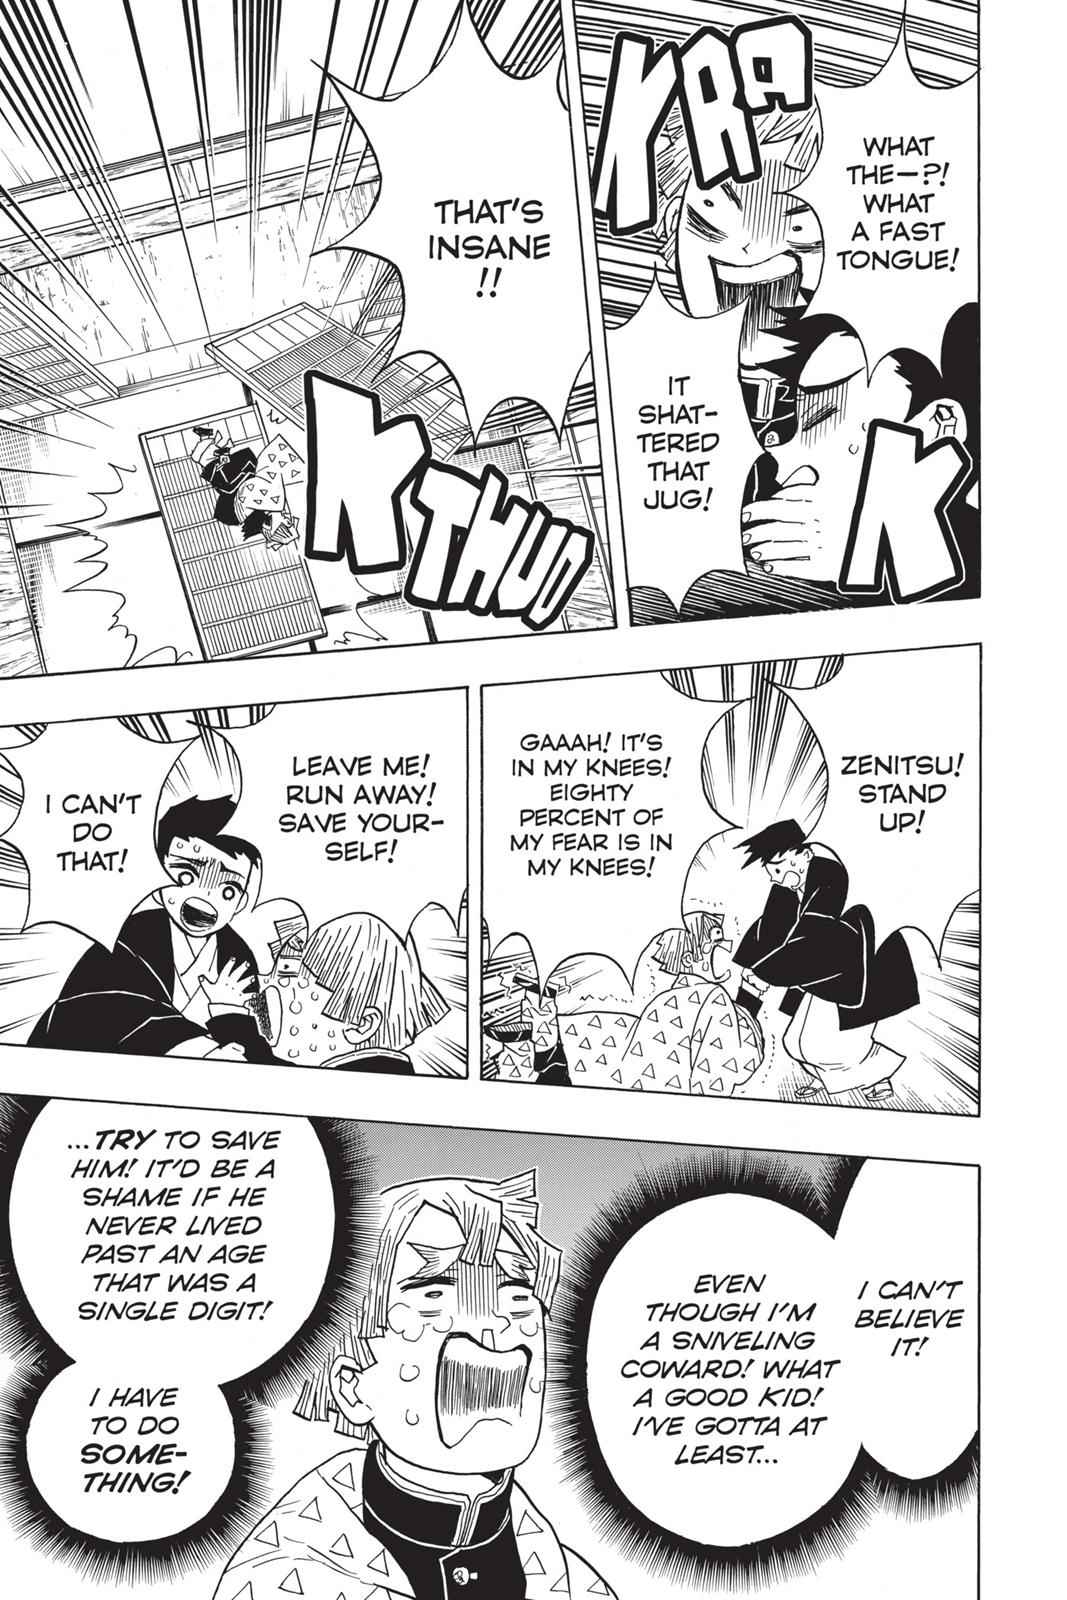 KRA
K
WHAT
THE—?!
WHAT
A FAST
TONGUE!
IT
SHAT-
TERED
THAT
JUG!
THAT'S
INSANE
!!
K
KTHUD
ZENITSU!
STAND
UP!
GAAAH! IT'S
IN MY KNEES!
EIGHTY
PERCENT OF
MY FEAR IS IN
MY KNEES!
LEAVE ME!
RUN AWAY!
SAVE YOUR-
SELF!
I CAN'T
DO
THAT!
I CAN'T
BELIEVE
IT!
EVEN
THOUGH I'M
A SNIVELING
COWARD! WHAT
A GOOD KID!
I'VE GOTTA AT
LEAST...
...TRY TO SAVE
HIM! IT'D BE A
SHAME IF HE
NEVER LIVED
PAST AN AGE
THAT WAS A
SINGLE DIGIT!
I HAVE
TO DO
SOME-
THING!